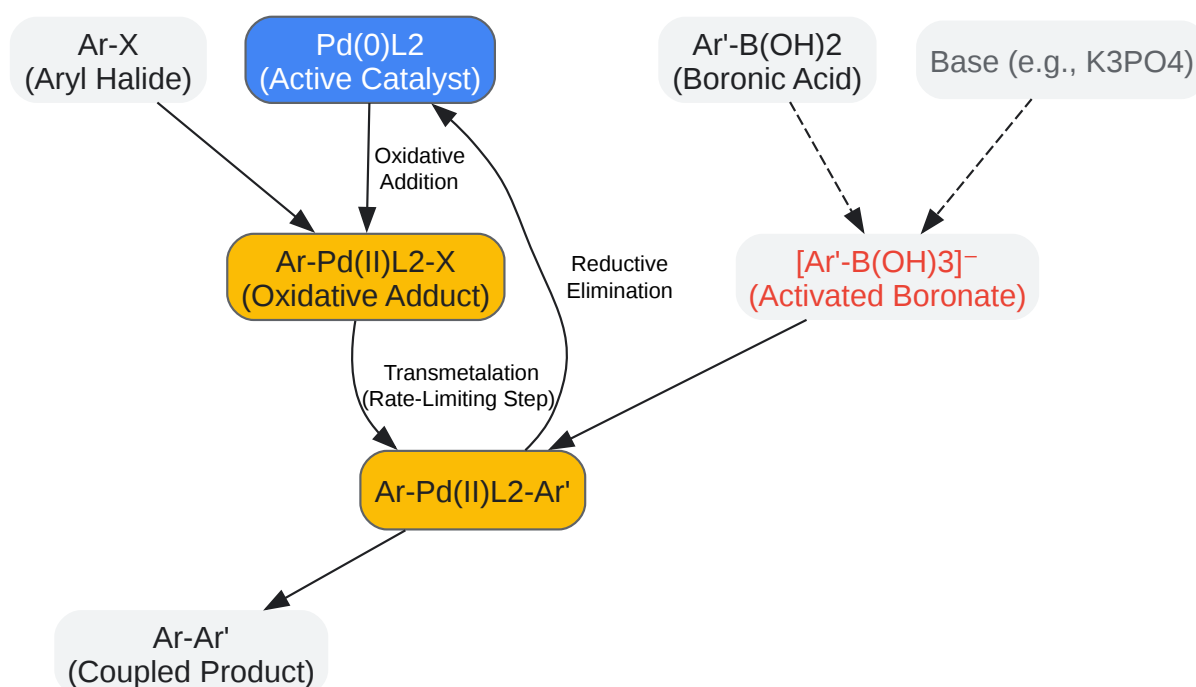 Ar-X
(Aryl Halide)
Pd(0)L2
(Active Catalyst)
Ar'-B(OH)2
(Boronic Acid)
Base (e.g., K3PO4)
Oxidative
Addition
Ar-Pd(II)L2-X
(Oxidative Adduct)
Reductive
Elimination
[Ar'-B(OH)3]⁻
(Activated Boronate)
Transmetalation
(Rate-Limiting Step)
Ar-Pd(II)L2-Ar'
Ar-Ar'
(Coupled Product)